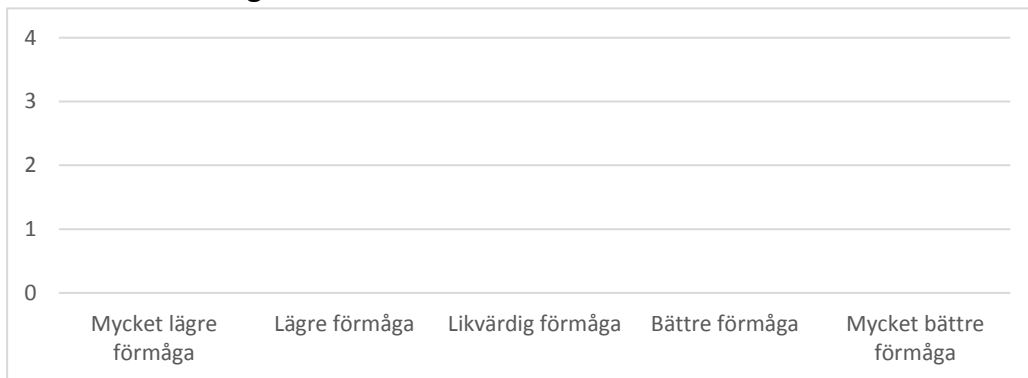 4
3
2
1
0
Mycket lägre förmåga
Lägre förmåga
Likvärdig förmåga
Bättre förmåga
Mycket bättre förmåga